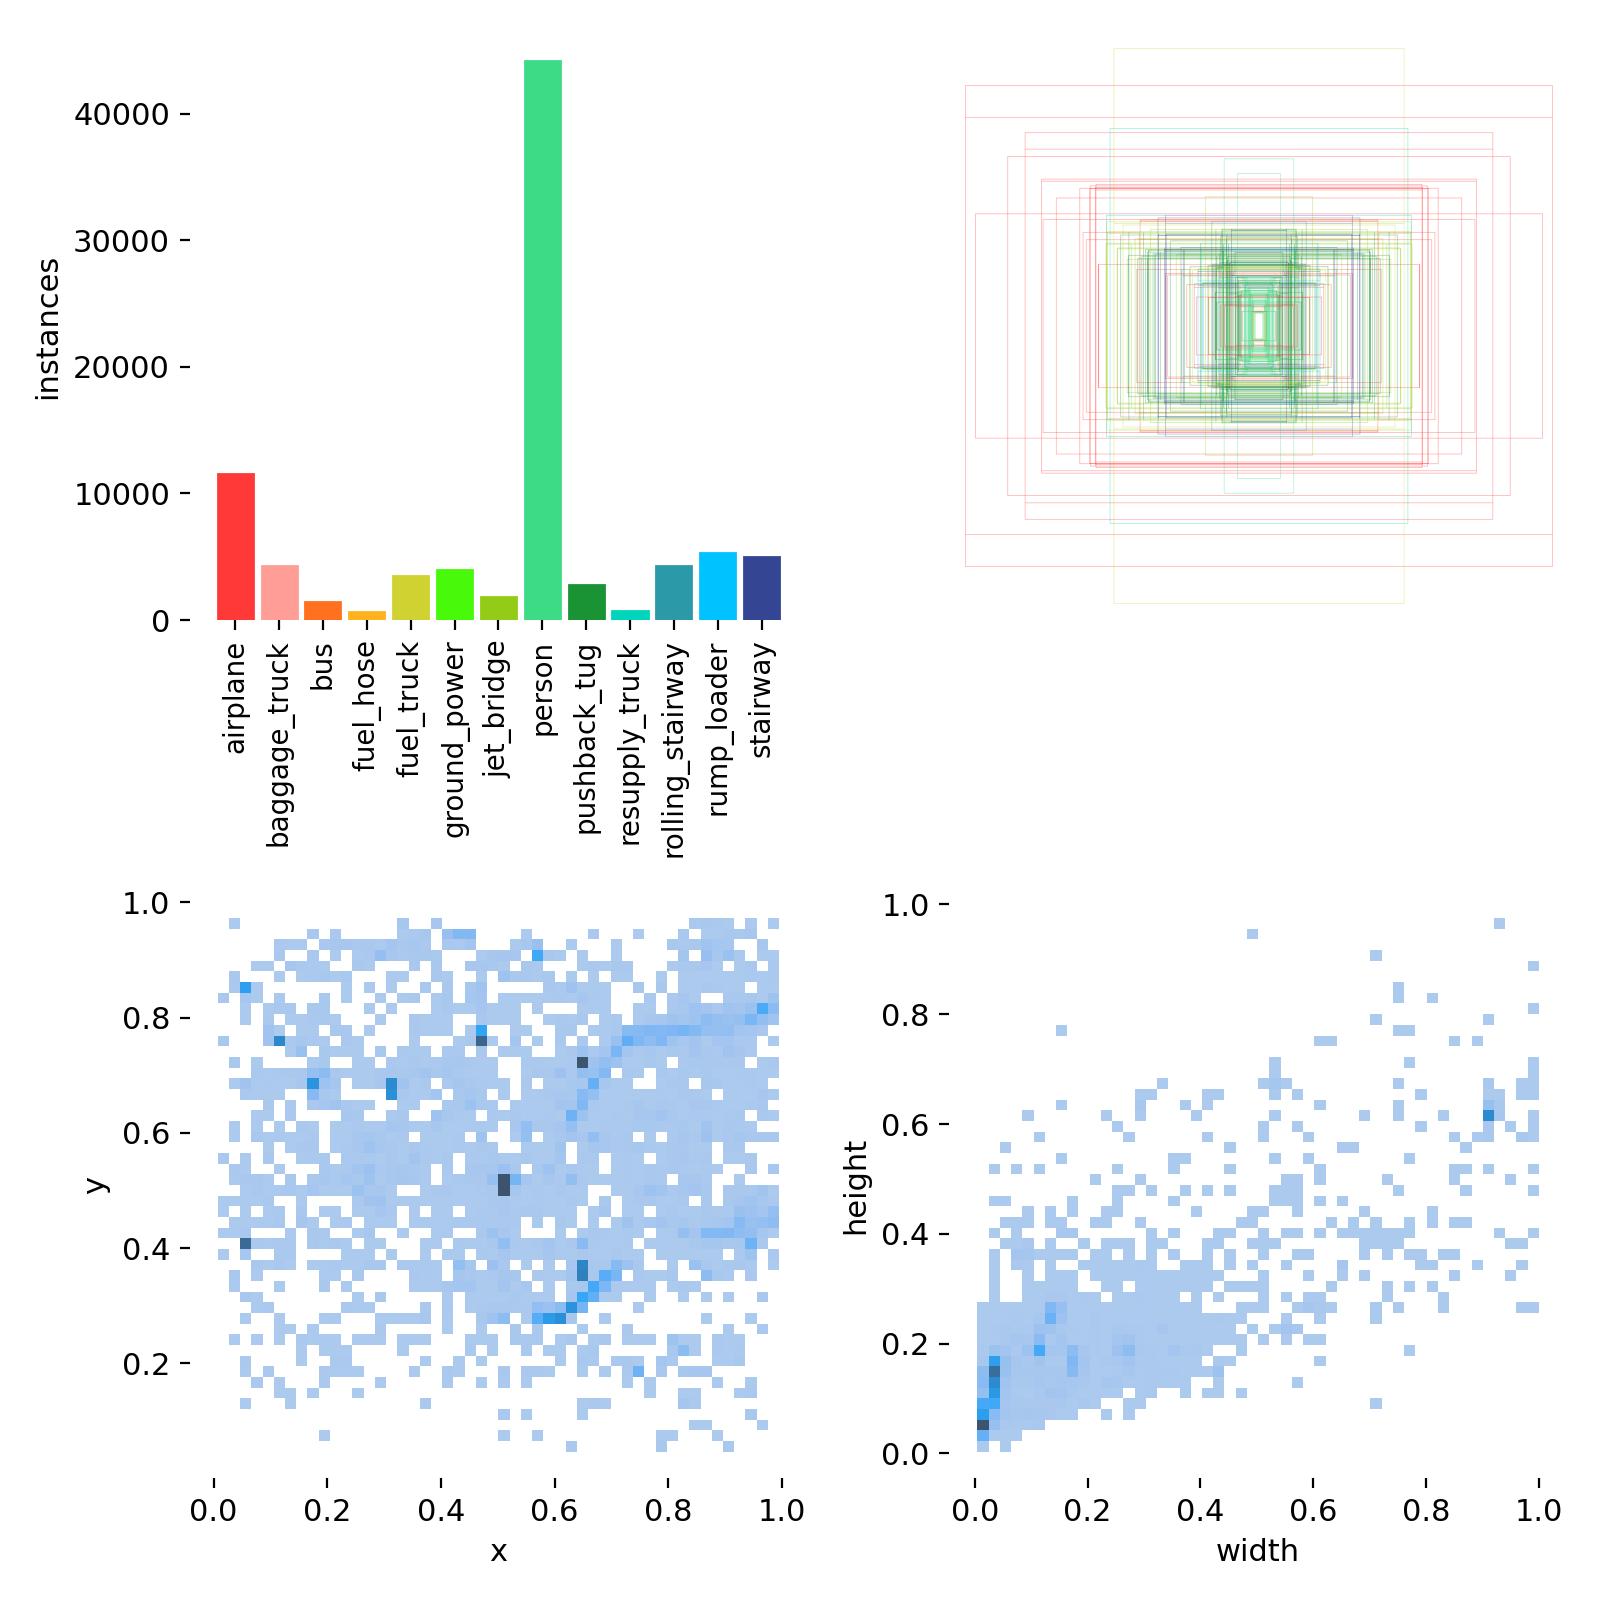 instances
40000
30000
20000
10000
0
airplane
baggage_truck
bus
fuel_hose
fuel_truck
ground_power
jet_bridge
person
pushback_tug
resupply_truck
rolling_stairway
rump_loader
stairway
y
1.0
0.8
0.6
0.4
0.2
0.0 0.2 0.4 0.6 0.8 1.0
x
height
1.0
0.8
0.6
0.4
0.2
0.0
0.0 0.2 0.4 0.6 0.8 1.0
width